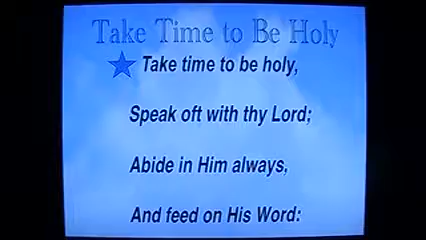 Take Time to Be Holy
Take time to be holy,
Speak oft with thy Lord;
Abide in Him always,
And feed on His Word: